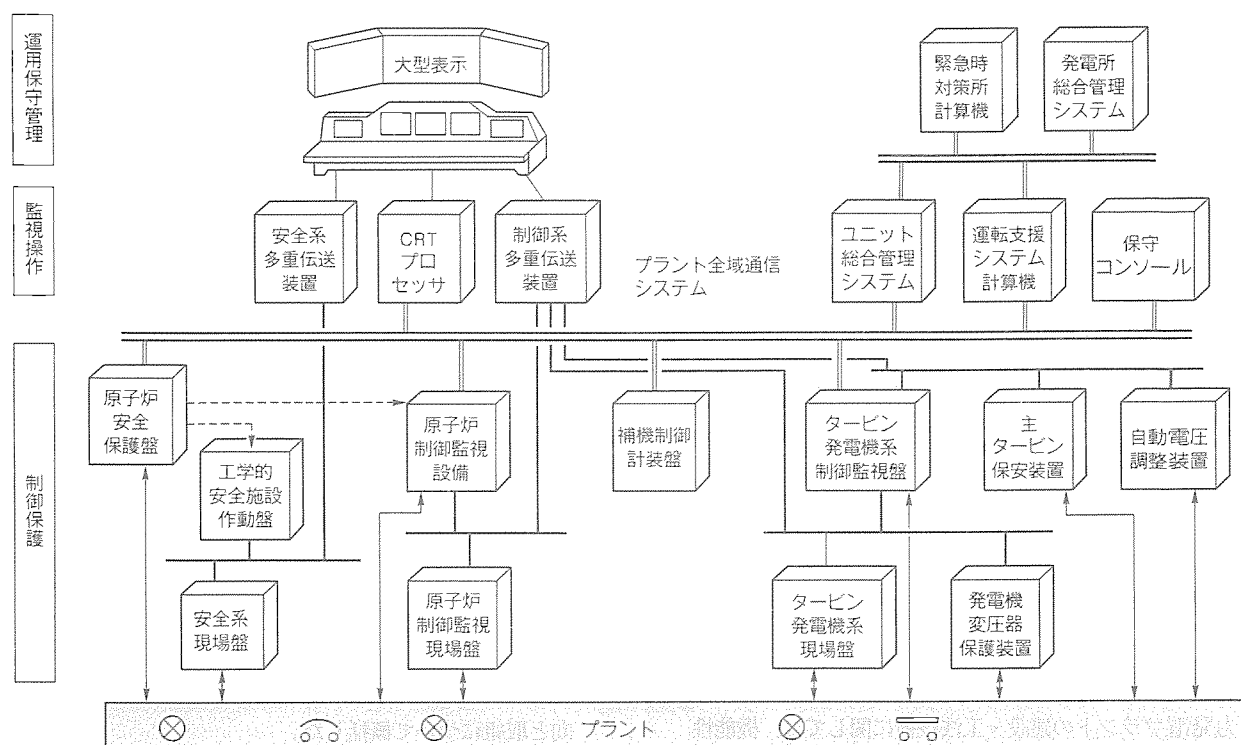 運用保守管理
監視操作
制御保護
大型表示
緊急時
対策所
計算機
発電所
総合管理
システム
安全系
多重伝送
装置
CRT
プロ
セッサ
制御系
多重伝送
装置
プラント全域通信
システム
ユニット
総合管理
システム
運転支援
システム
計算機
保守
コンソール
原子炉
安全
保護盤
工学的
安全施設
作動盤
原子炉
制御監視
設備
補機制御
計装盤
タービン
発電機系
制御監視盤
主
タービン
保安装置
自動電圧
調整装置
安全系
現場盤
原子炉
制御監視
現場盤
タービン
発電機系
現場盤
発電機
変圧器
保護装置
プラント